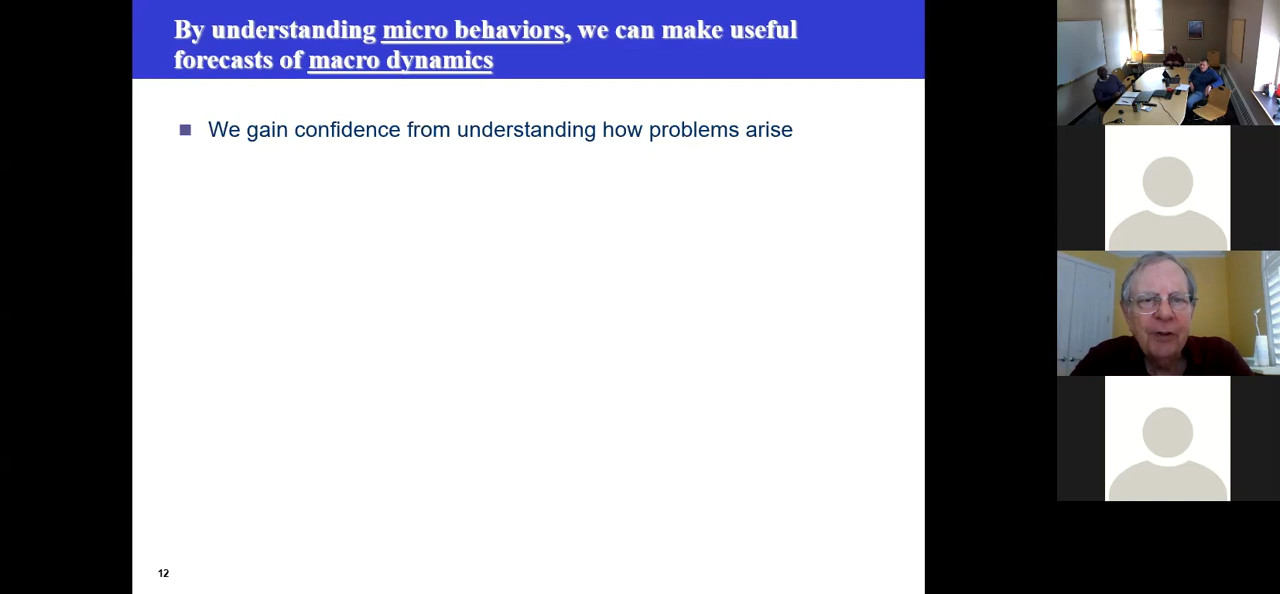 By understanding micro behaviors, we can make useful
forecasts of macro dynamics
We gain confidence from understanding how problems arise
12